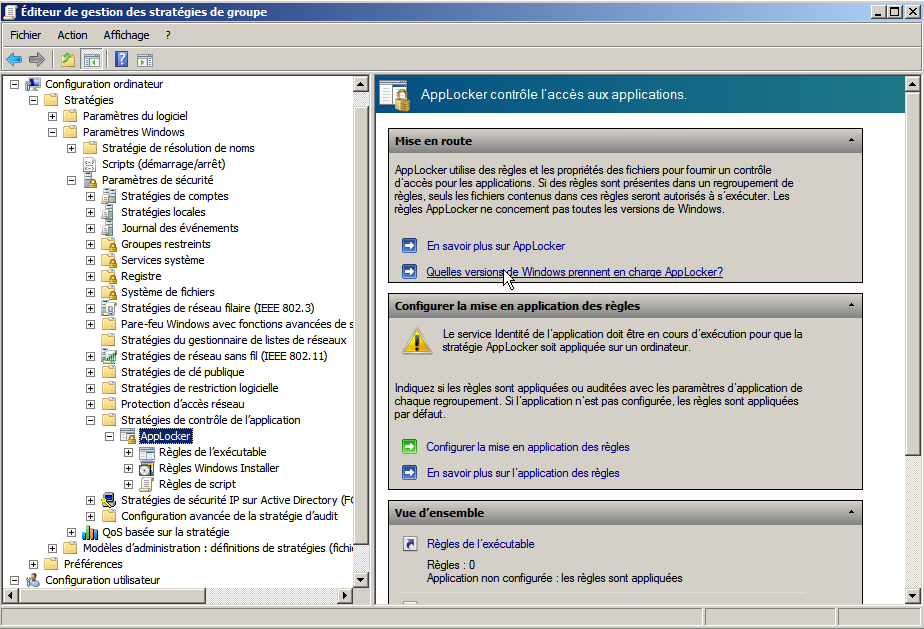 Éditeur de gestion des stratégies de groupe
Fichier Action Affichage ?
Configuration ordinateur
Stratégies
Paramètres du logiciel
Paramètres Windows
Stratégie de résolution de noms
Scripts (démarrage/arrêt)
Paramètres de sécurité
Stratégies de comptes
Stratégies locales
Journal des événements
Groupes restreints
Services système
Registre
Système de fichiers
Stratégies de réseau filaire (IEEE 802.3)
Pare-feu Windows avec fonctions avancées de s
Stratégies du gestionnaire de listes de réseaux
Stratégies de réseau sans fil (IEEE 802.11)
Stratégies de clé publique
Stratégies de restriction logicielle
Protection d'accès réseau
Stratégies de contrôle de l'application
AppLocker
Règles de l'exécutable
Règles Windows Installer
Règles de script
Stratégies de sécurité IP sur Active Directory (FC
Configuration avancée de la stratégie d'audit
QoS basée sur la stratégie
Modèles d'administration : définitions de stratégies (fichi
Préférences
Configuration utilisateur
AppLocker contrôle l'accès aux applications.
Mise en route
AppLocker utilise des règles et les propriétés des fichiers pour fournir un contrôle
d'accès pour les applications. Si des règles sont présentes dans un regroupement de
règles, seuls les fichiers contenus dans ces règles seront autorisés à s'exécuter. Les
règles AppLocker ne concernent pas toutes les versions de Windows.
En savoir plus sur AppLocker
Quelles versions de Windows prennent en charge AppLocker?
Configurer la mise en application des règles
Le service Identité de l'application doit être en cours d'exécution pour que la
stratégie AppLocker soit appliquée sur un ordinateur.
Indiquez si les règles sont appliquées ou auditées avec les paramètres d'application de
chaque regroupement. Si l'application n'est pas configurée, les règles sont appliquées
par défaut.
Configurer la mise en application des règles
En savoir plus sur l'application des règles
Vue d'ensemble
Règles de l'exécutable
Règles : 0
Application non configurée : les règles sont appliquées